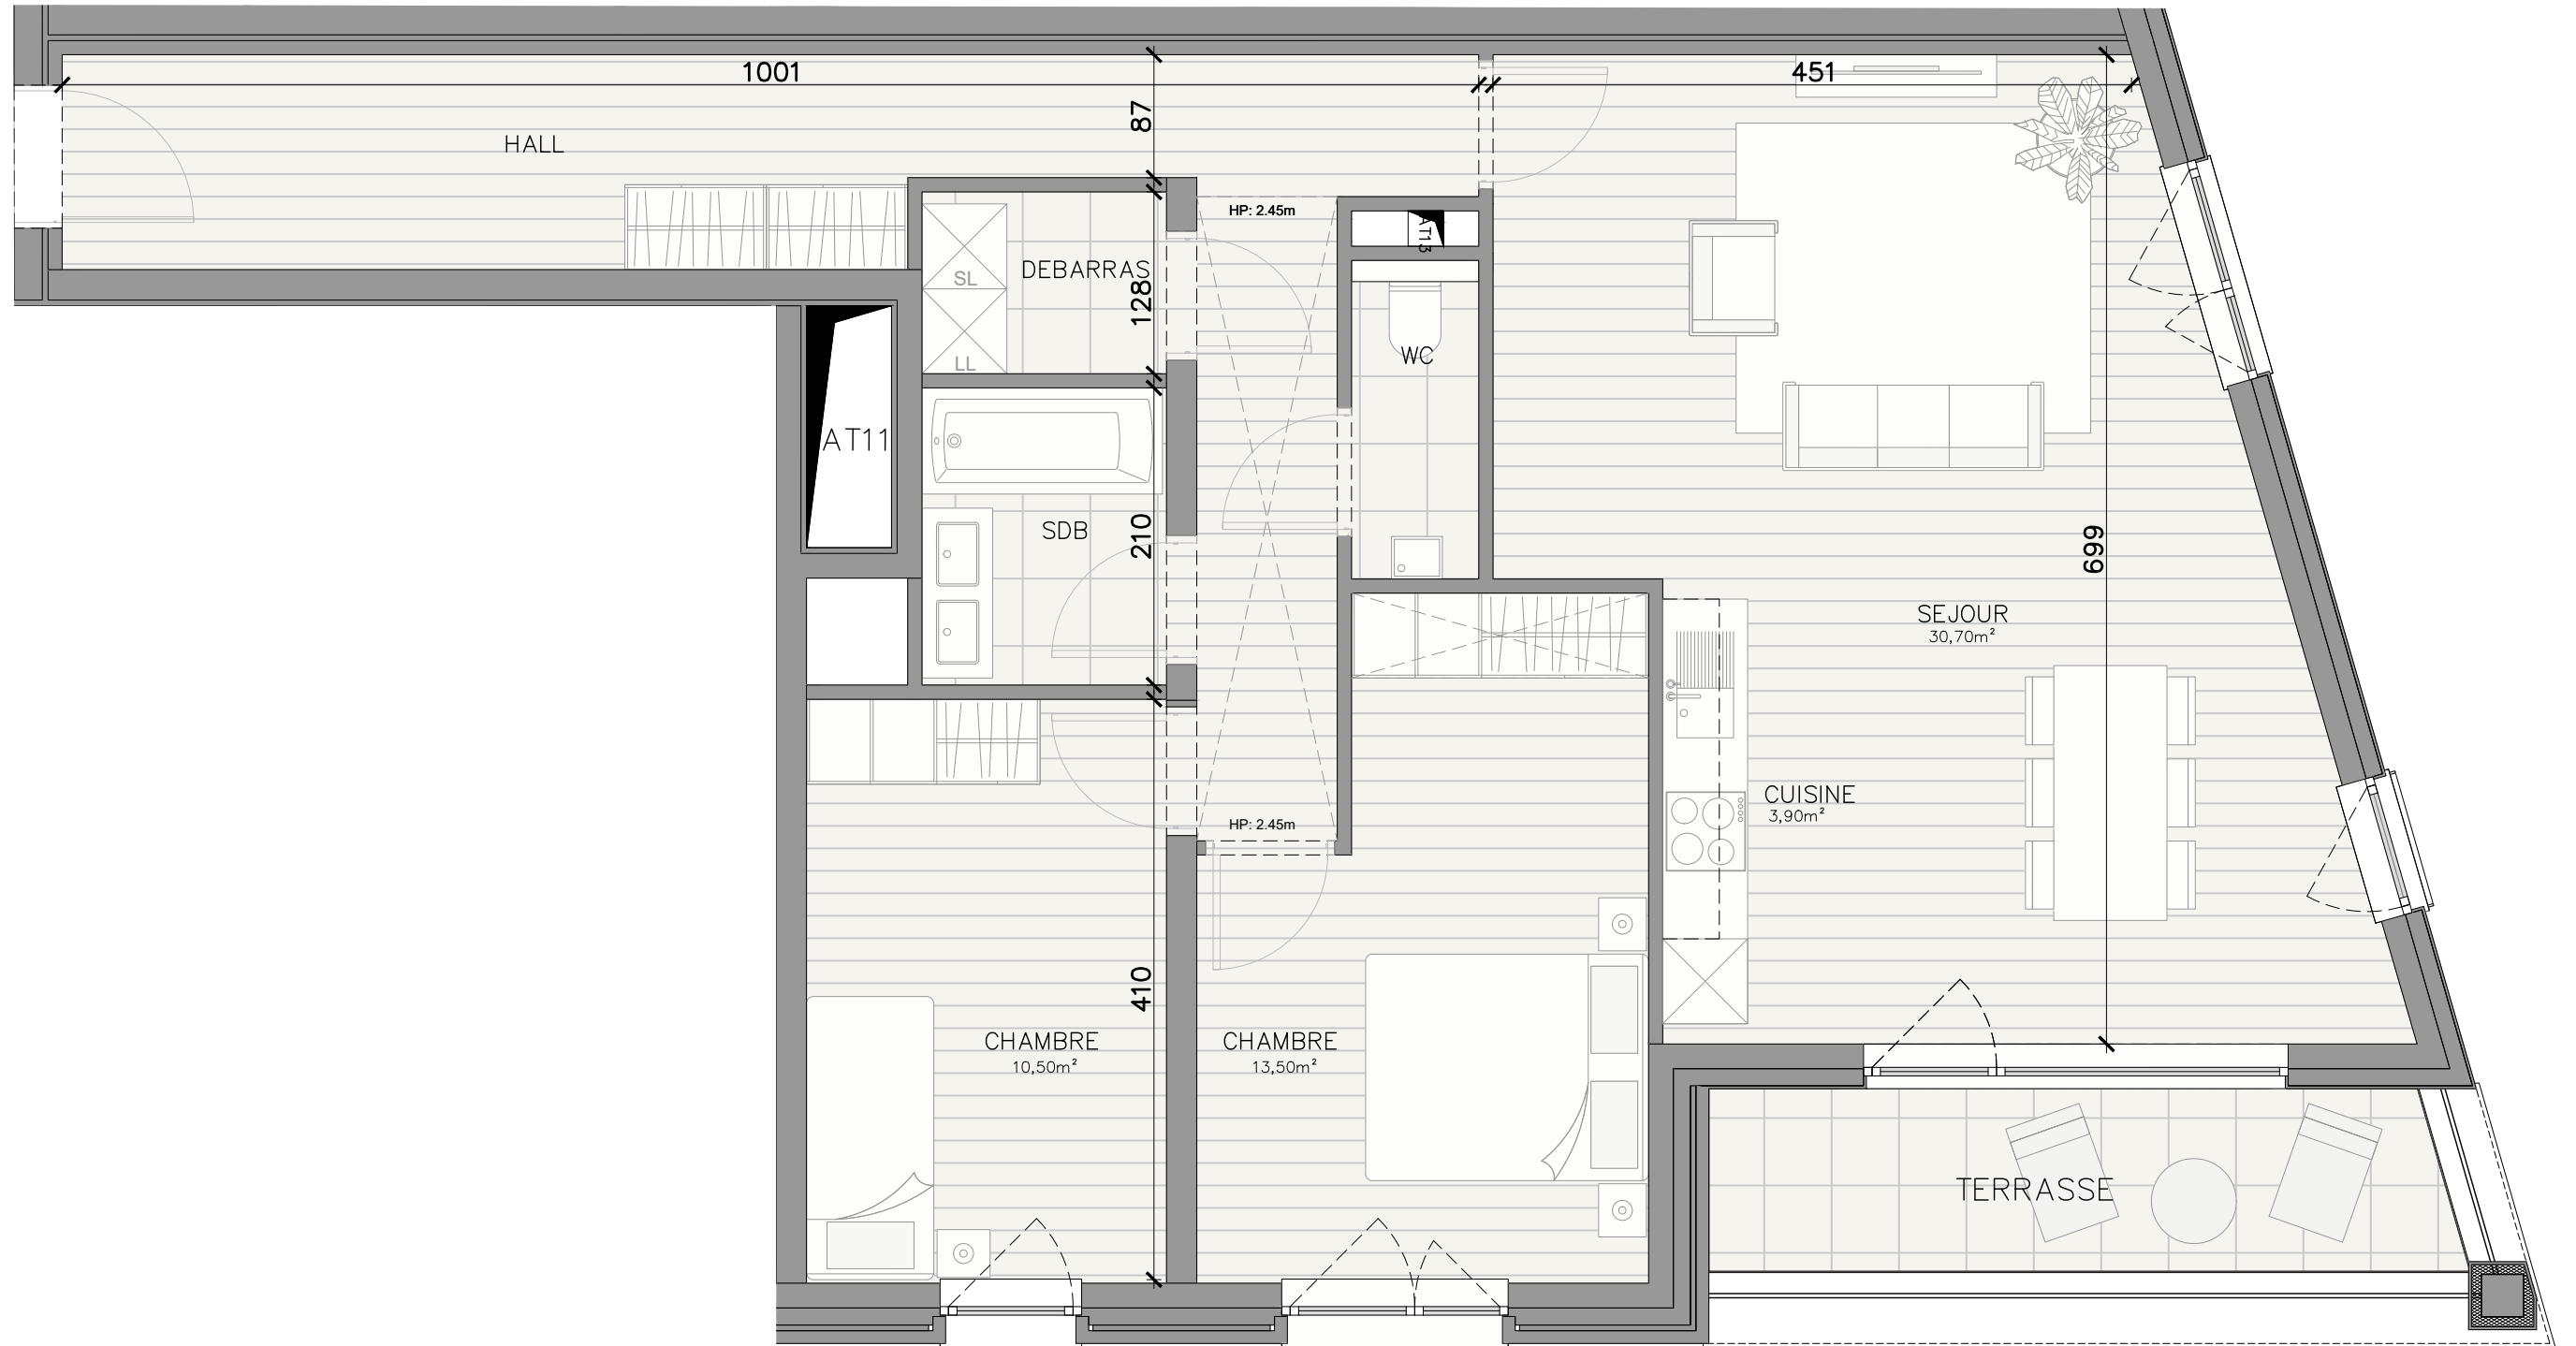 1001
451
87
HALL
HP: 2.45m
AT13
DEBARRAS
SL
128
LL
WC
AT11
SDB
210
699
SEJOUR
30,70m²
CUISINE
3,90m²
HP: 2.45m
410
CHAMBRE
10,50m²
CHAMBRE
13,50m²
TERRASSE